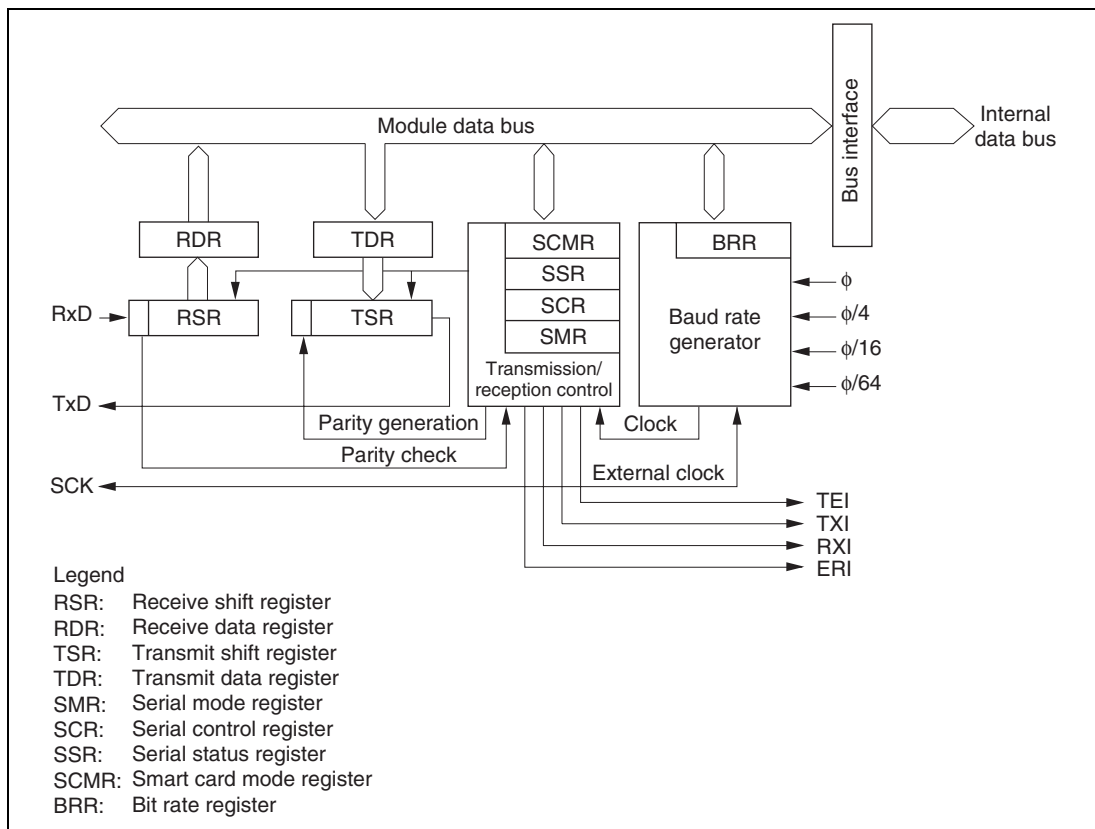 Module data bus
Bus interface
Internal
data bus
RDR
TDR
SCMR
SSR
SCR
SMR
Transmission/
reception control
BRR
Baud rate
generator
ϕ
ϕ/4
ϕ/16
ϕ/64
RxD
RSR
TSR
TxD
Parity generation
Parity check
Clock
SCK
External clock
TEI
TXI
RXI
ERI
Legend
RSR: Receive shift register
RDR: Receive data register
TSR: Transmit shift register
TDR: Transmit data register
SMR: Serial mode register
SCR: Serial control register
SSR: Serial status register
SCMR: Smart card mode register
BRR: Bit rate register